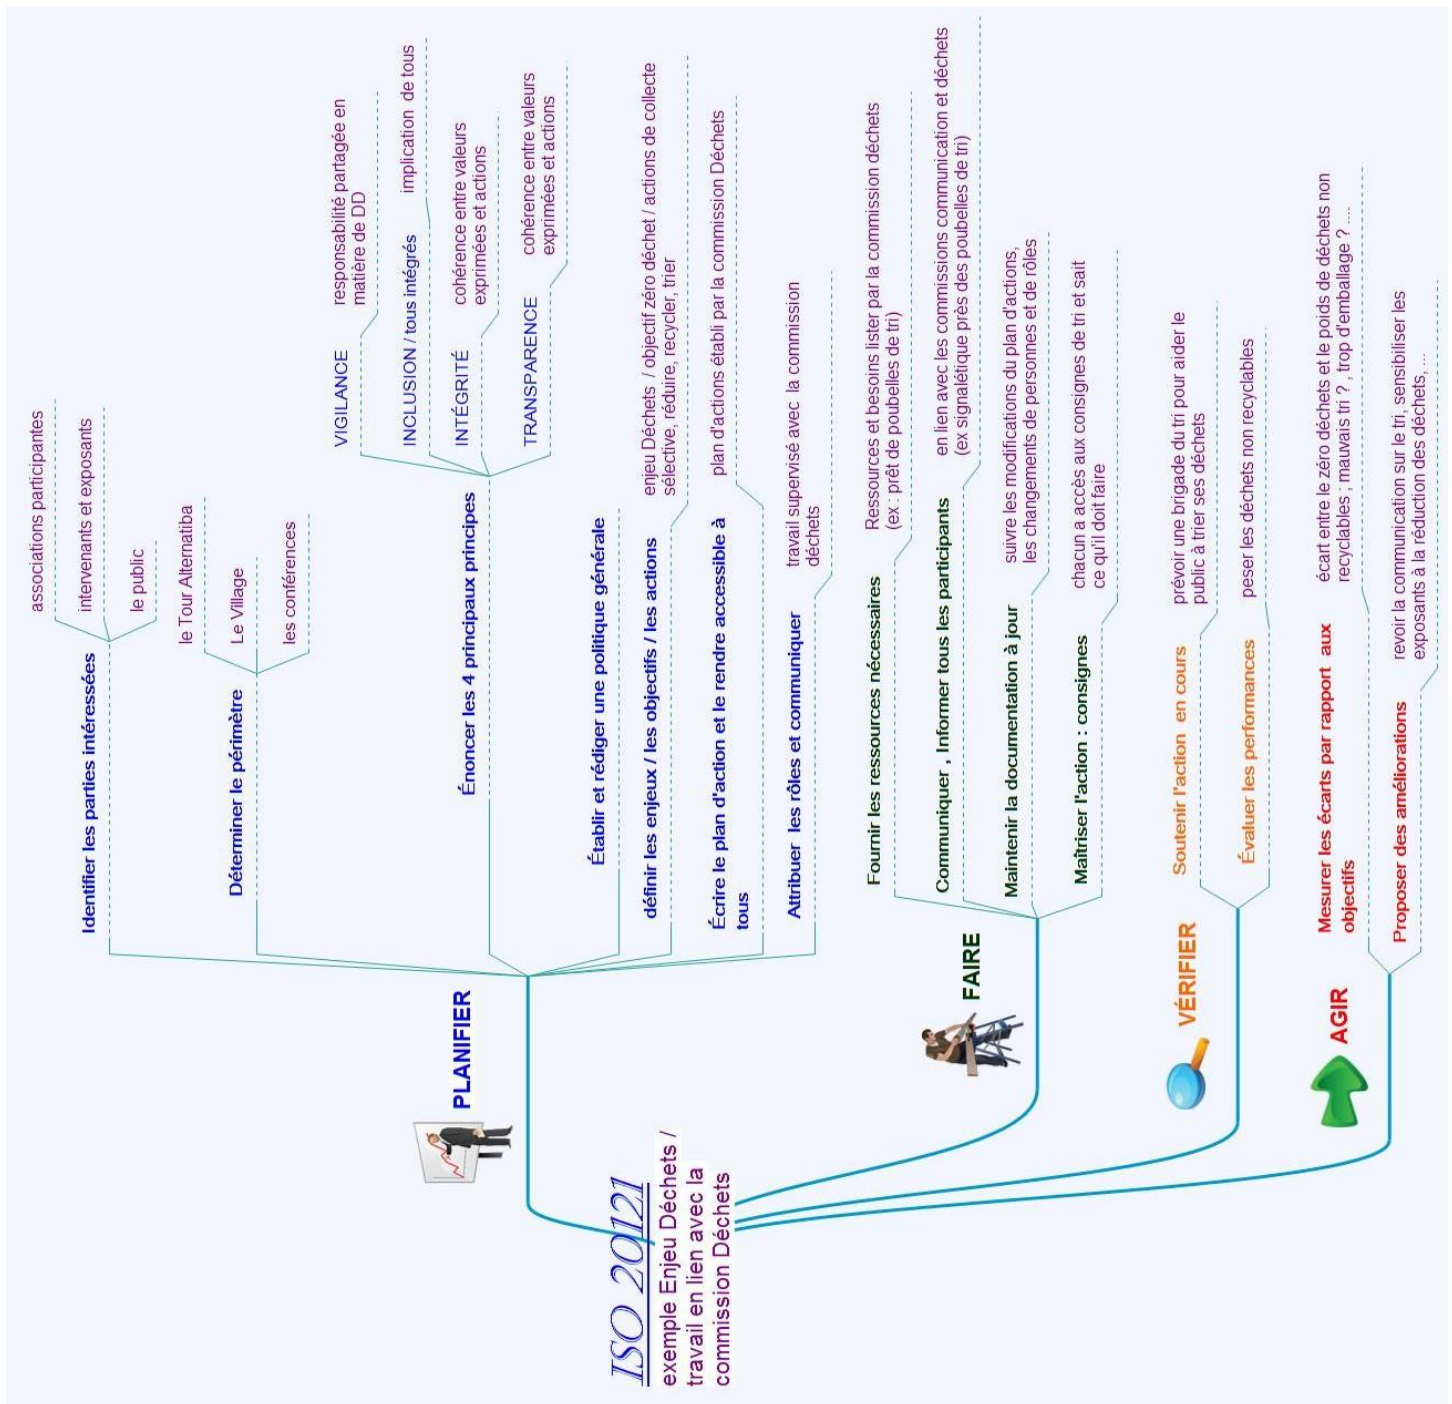 ISO 20121
exemple Enjeu Déchets /
travail en lien avec la
commission Déchets
PLANIFIER
Identifier les parties intéressées
associations participantes
intervenants et exposants
le public
Déterminer le périmètre
le Tour Alternatiba
Le Village
les conférences
Énoncer les 4 principaux principes
VIGILANCE
responsabilité partagée en
matière de DD
INCLUSION / tous intégrés
implication de tous
INTÉGRITÉ
cohérence entre valeurs
exprimées et actions
TRANSPARENCE
cohérence entre valeurs
exprimées et actions
Établir et rédiger une politique générale
définir les enjeux / les objectifs / les actions
enjeu Déchets / objectif zéro déchet / actions de collecte
sélective, réduire, recycler, trier
Écrire le plan d'action et le rendre accessible à
tous
plan d'actions établi par la commission Déchets
Attribuer les rôles et communiquer
travail supervisé avec la commission
déchets
FAIRE
Fournir les ressources nécessaires
Ressources et besoins lister par la commission déchets
(ex : prêt de poubelles de tri)
Communiquer , Informer tous les participants
en lien avec les commissions communication et déchets
(ex signalétique près des poubelles de tri)
Maintenir la documentation à jour
suivre les modifications du plan d'actions,
les changements de personnes et de rôles
Maîtriser l'action : consignes
chacun a accès aux consignes de tri et sait
ce qu'il doit faire
VÉRIFIER
Soutenir l'action en cours
prévoir une brigade du tri pour aider le
public à trier ses déchets
Évaluer les performances
peser les déchets non recyclables
AGIR
Mesurer les écarts par rapport aux
objectifs
écart entre le zéro déchets et le poids de déchets non
recyclables ; mauvais tri ? , trop d'emballage ? ....
Proposer des améliorations
revoir la communication sur le tri, sensibiliser les
exposants à la réduction des déchets, ...